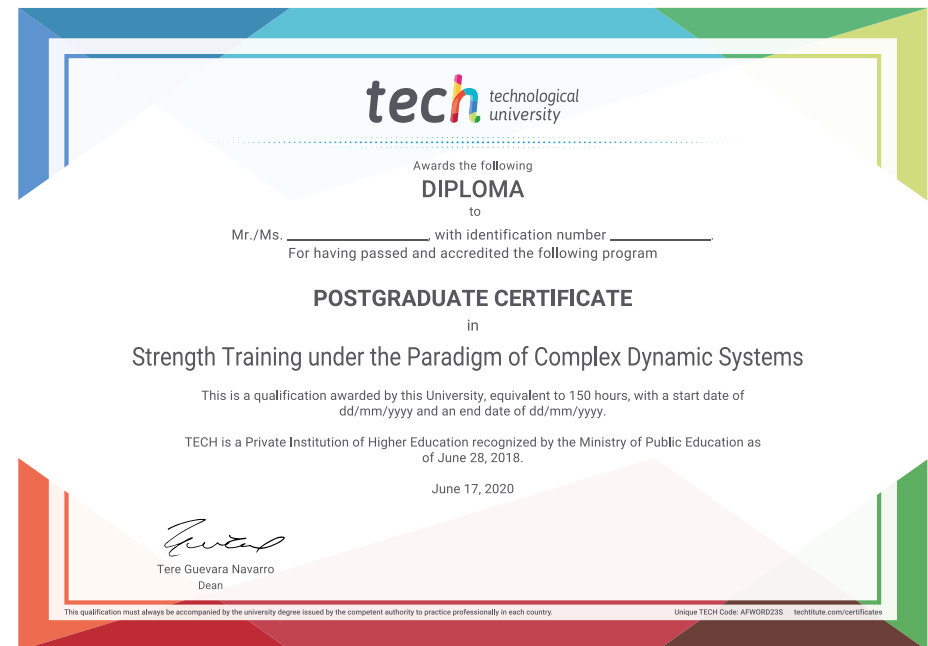 tech technological
university
Awards the following
DIPLOMA
to
Mr./Ms. ____________, with identification number ____________.
For having passed and accredited the following program
POSTGRADUATE CERTIFICATE
in
Strength Training under the Paradigm of Complex Dynamic Systems
This is a qualification awarded by this University, equivalent to 150 hours, with a start date of
dd/mm/yyyy and an end date of dd/mm/yyyy.
TECH is a Private Institution of Higher Education recognized by the Ministry of Public Education as
of June 28, 2018.
June 17, 2020
Tere Guevara Navarro
Dean
This qualification must always be accompanied by the university degree issued by the competent authority to practice professionally in each country.
Unique TECH Code: AFWORD23S techtitute.com/certificates